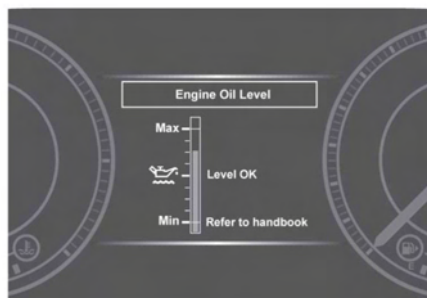 Engine Oil Level
Max
Level OK
Min
Refer to handbook
E